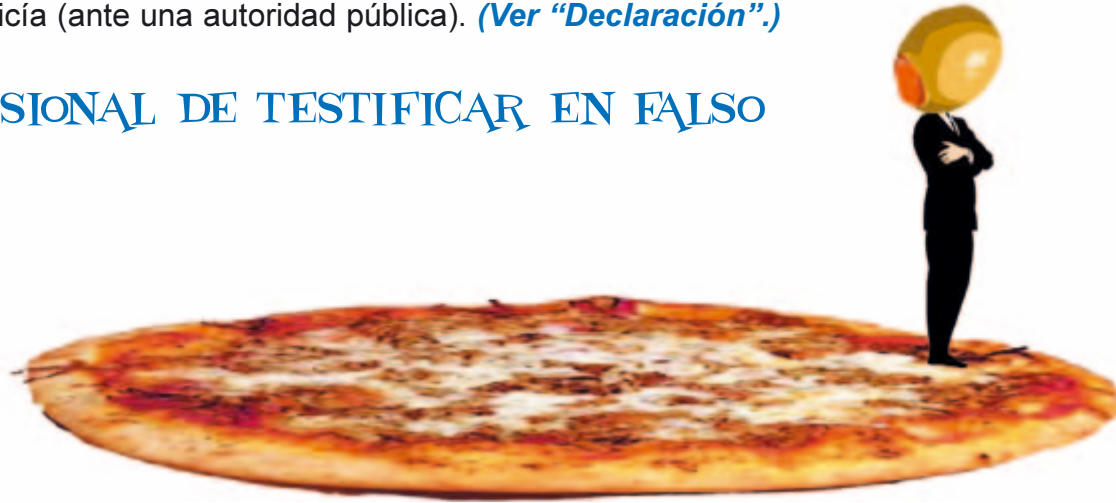 icía (ante una autoridad pública). (Ver “Declaración”.)
SIONAL DE TESTIFICAR EN FALSO